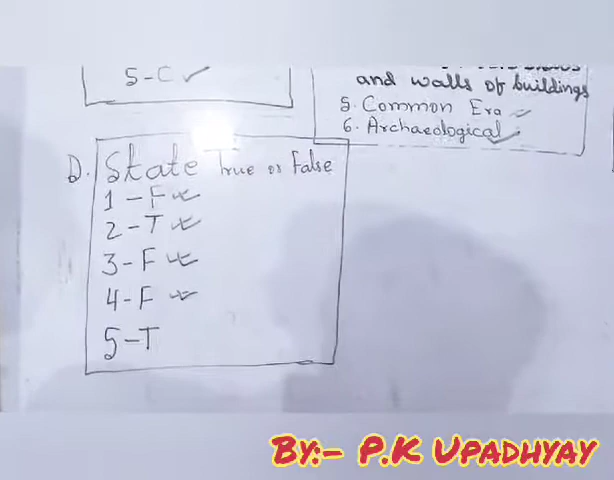 5-C ✓
and walls of buildings
5. Common Era
6. Archaeological
D. State True or False
1-F
2-T
3-F
4-F
5-T
By:- P.K Upadhyay